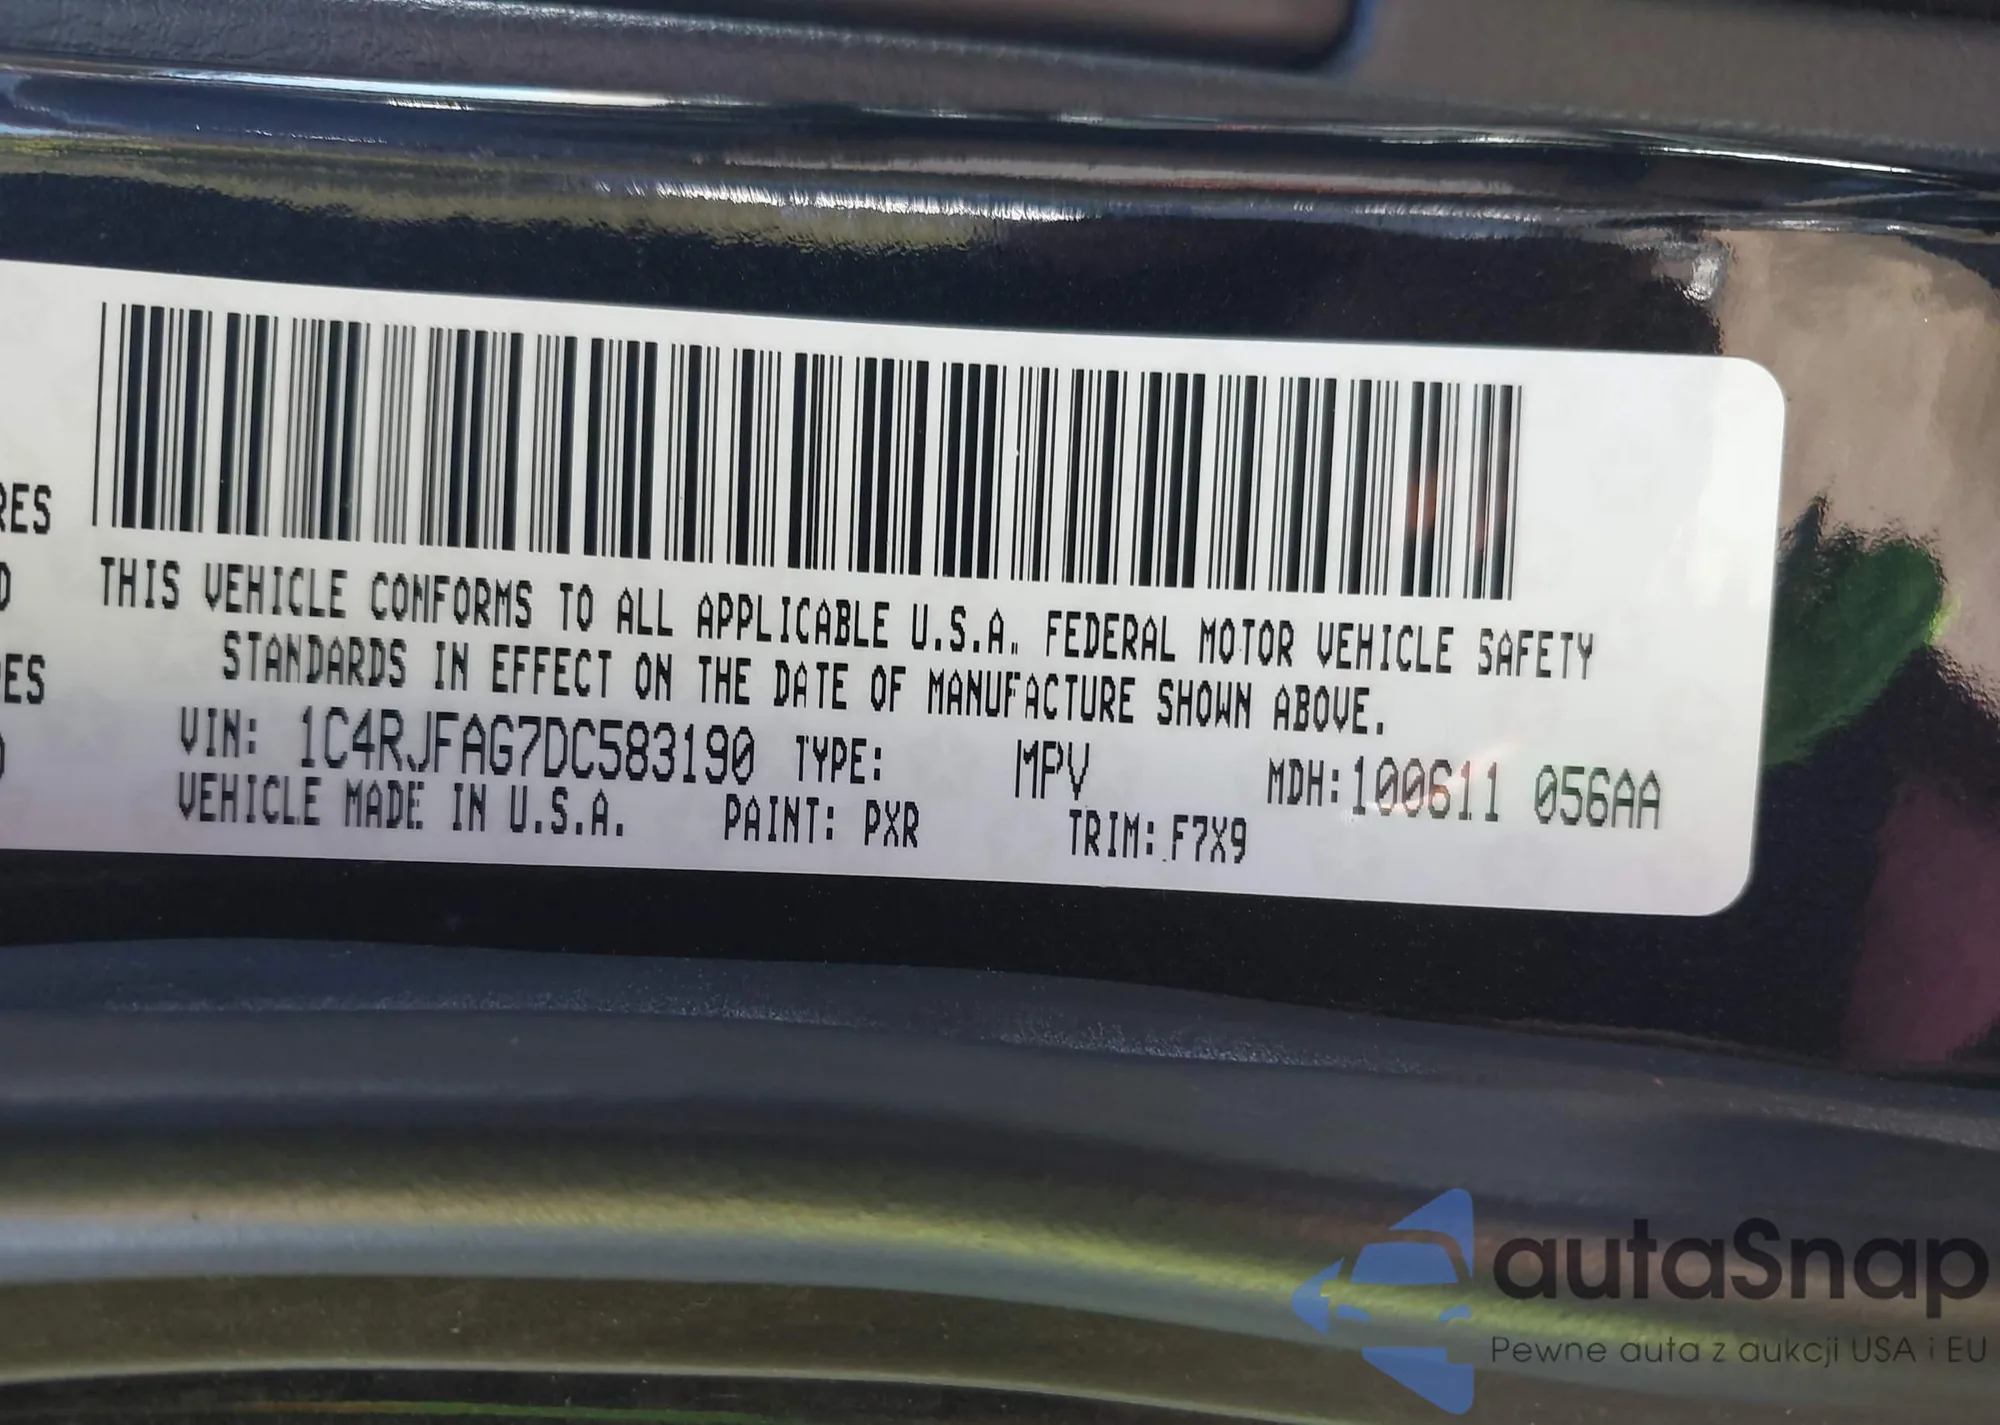 RES
D
ES
THIS VEHICLE CONFORMS TO ALL APPLICABLE U.S.A. FEDERAL MOTOR VEHICLE SAFETY
STANDARDS IN EFFECT ON THE DATE OF MANUFACTURE SHOWN ABOVE.
VIN: 1C4RJFAG7DC583190 TYPE: MPV MDH:100611 056AA
VEHICLE MADE IN U.S.A. PAINT: PXR TRIM: F7X9
autaSnap
Pewne auta z aukcji USA i EU